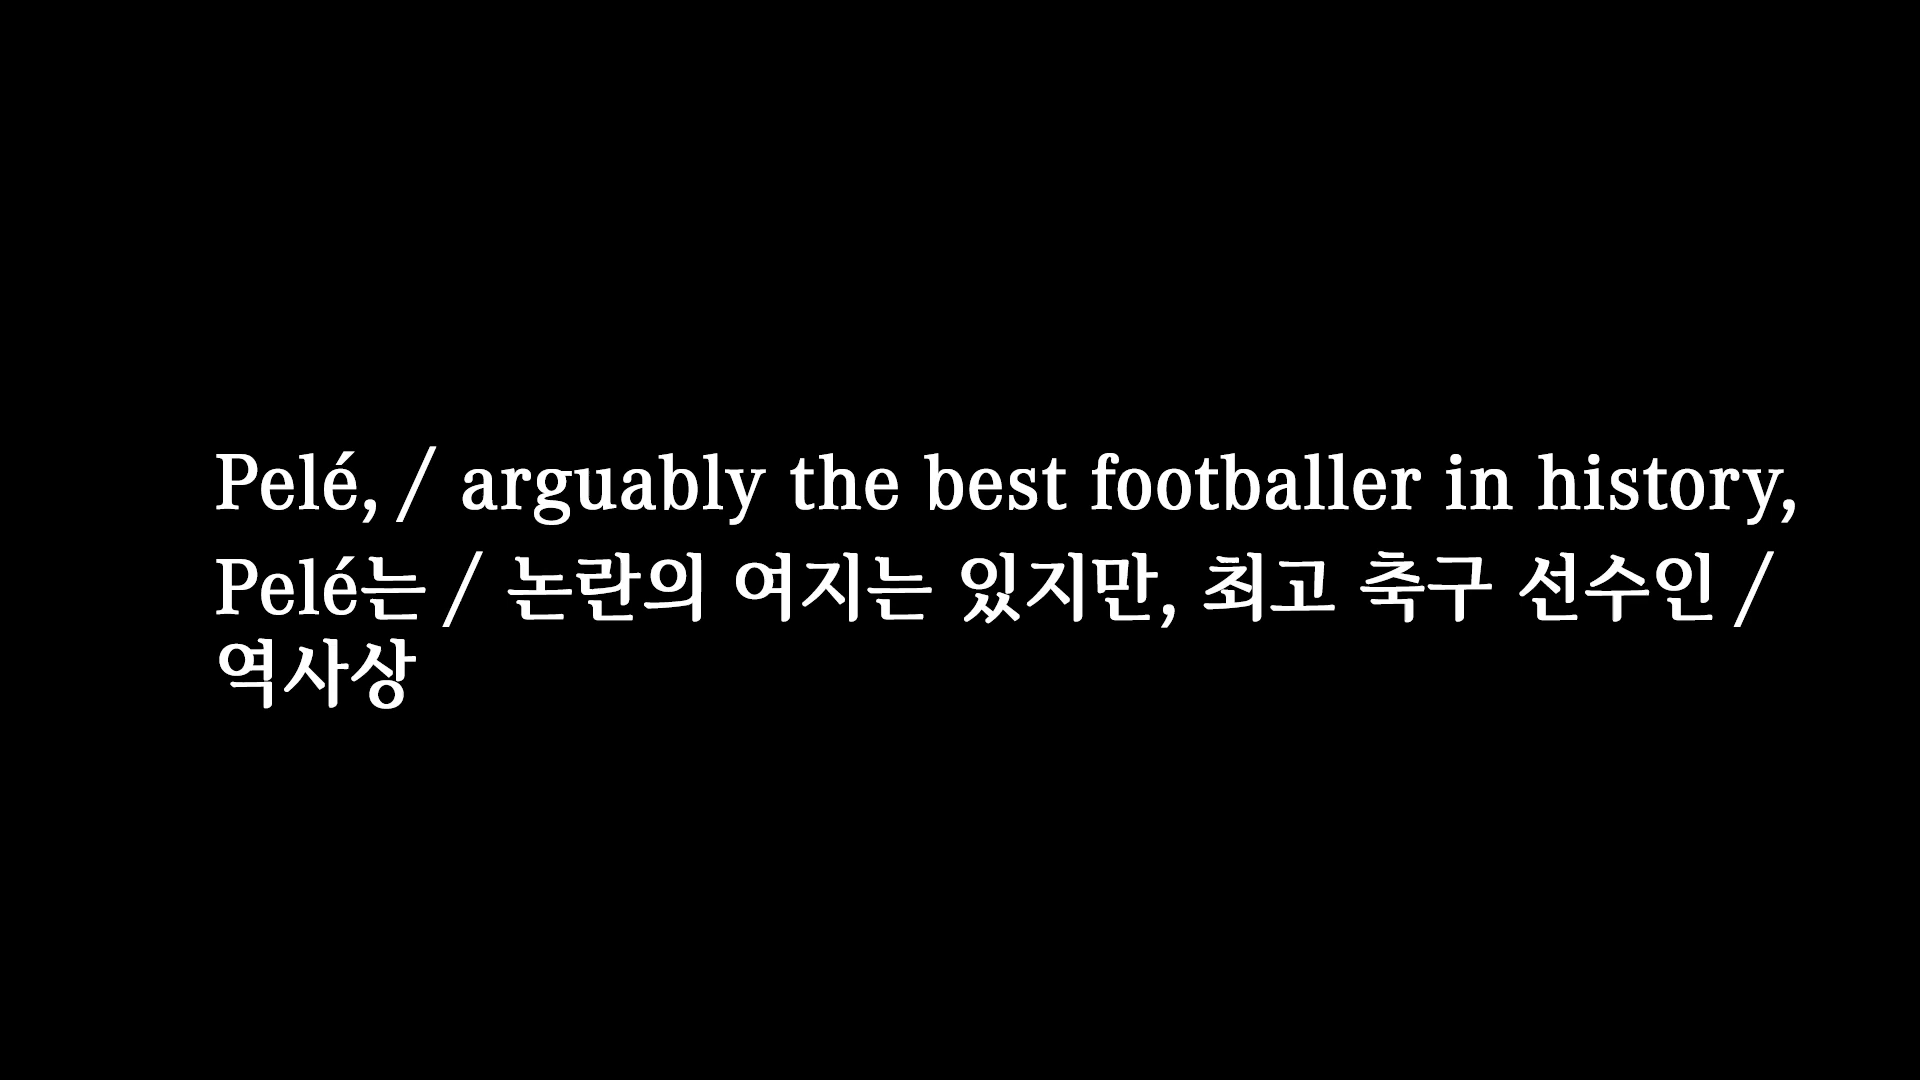 Pelé, / arguably the best footballer in history,
Pelé는 / 논란의 여지는 있지만, 최고 축구 선수인 /
역사상